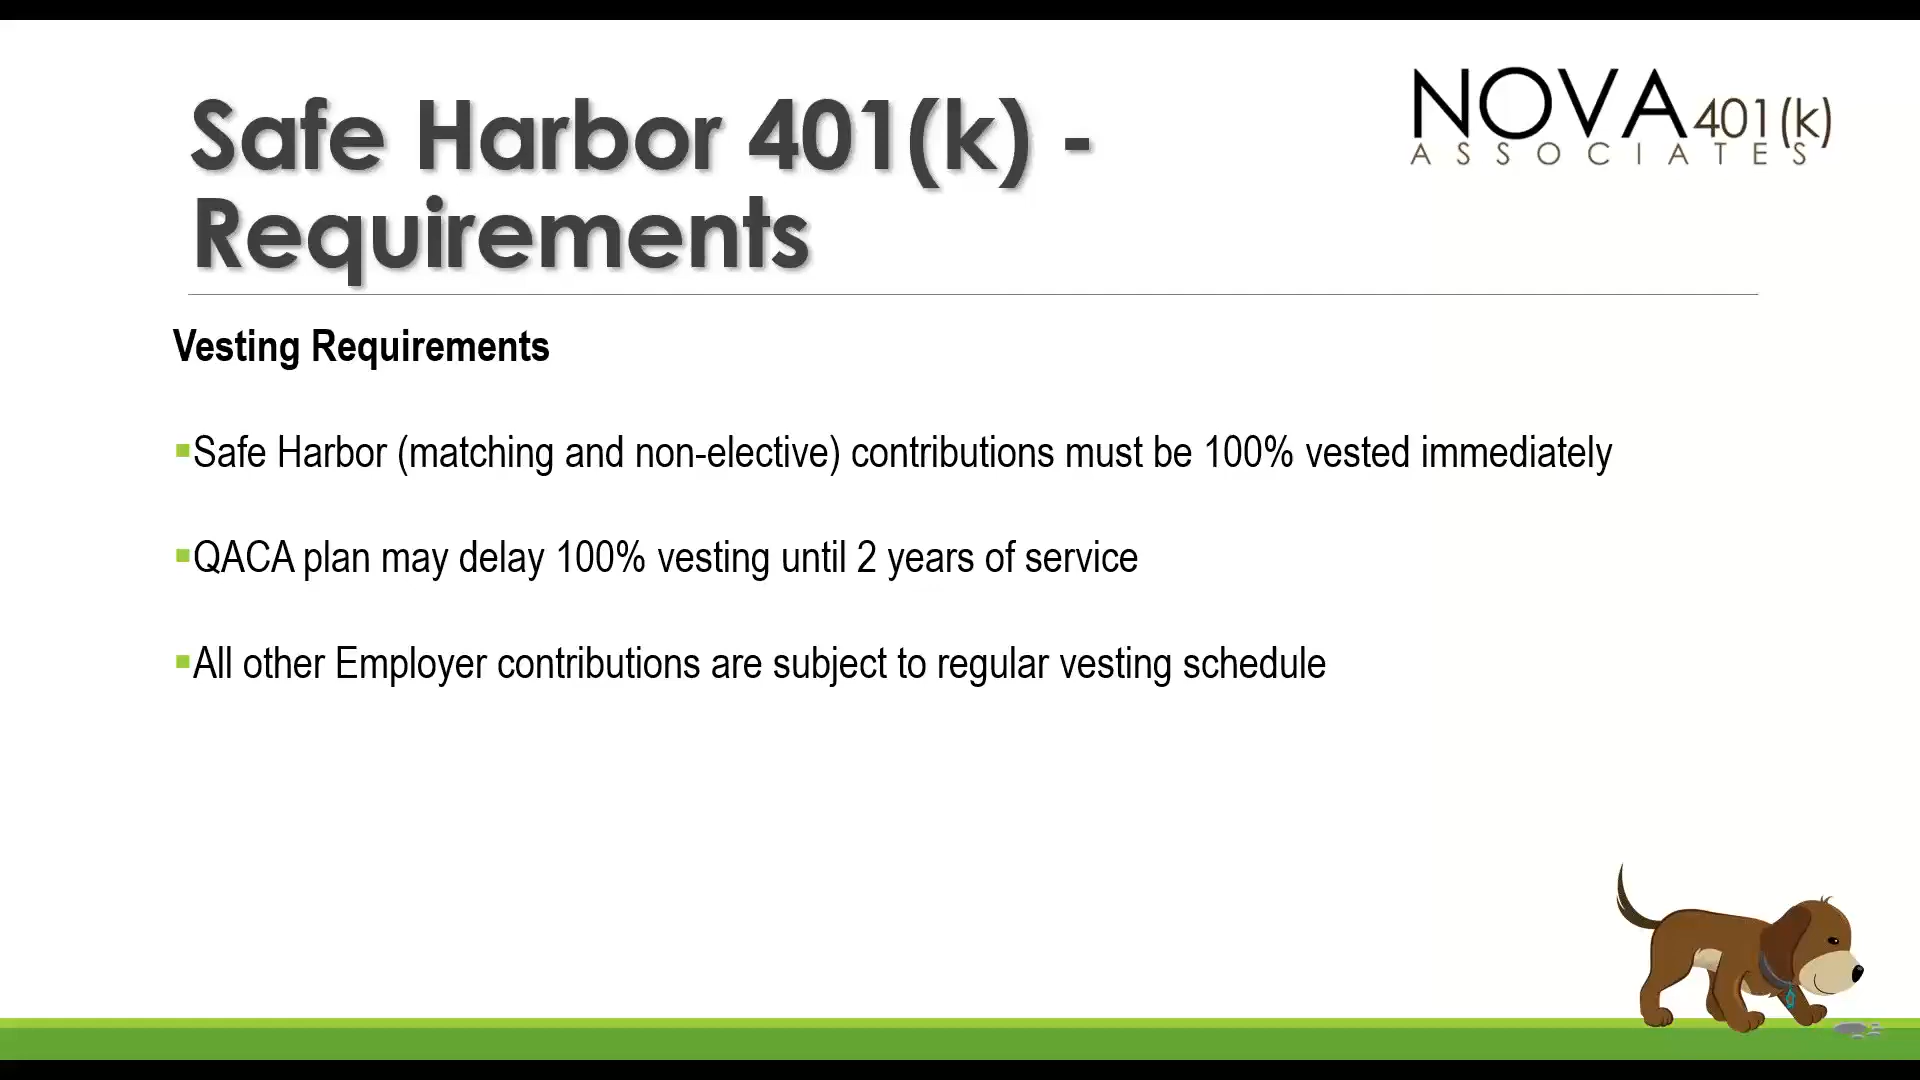 Safe Harbor 401(k) -
Requirements
NOVA 401(k)
ASSOCIATES
Vesting Requirements
▪Safe Harbor (matching and non-elective) contributions must be 100% vested immediately
▪QACA plan may delay 100% vesting until 2 years of service
▪All other Employer contributions are subject to regular vesting schedule